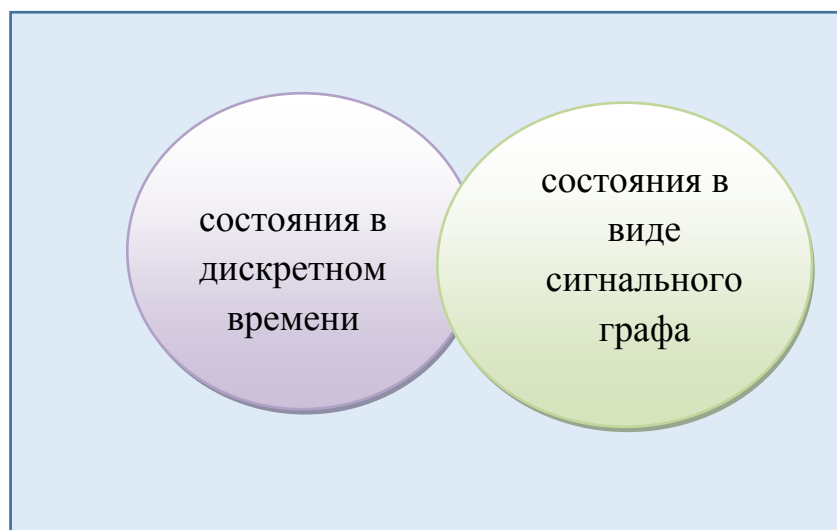 состояния в
дискретном
времени
состояния в
виде
сигнального
графа